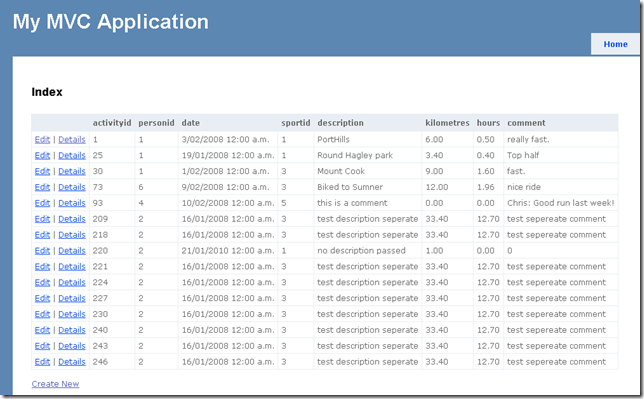 My MVC Application
Home
Index
activityid personid date sportid description kilometres hours comment
Edit | Details 1 1 3/02/2008 12:00 a.m. 1 PortHills 6.00 0.50 really fast.
Edit | Details 25 1 19/01/2008 12:00 a.m. 1 Round Hagley park 3.40 0.40 Top half
Edit | Details 30 1 1/02/2008 12:00 a.m. 3 Mount Cook 9.00 1.60 fast.
Edit | Details 73 6 9/02/2008 12:00 a.m. 3 Biked to Sumner 12.00 1.96 nice ride
Edit | Details 93 4 10/02/2008 12:00 a.m. 5 this is a comment 0.00 0.00 Chris: Good run last week!
Edit | Details 209 2 16/01/2008 12:00 a.m. 3 test description seperate 33.40 12.70 test sepereate comment
Edit | Details 218 2 16/01/2008 12:00 a.m. 3 test description seperate 33.40 12.70 test sepereate comment
Edit | Details 220 2 21/01/2010 12:00 a.m. 1 no description passed 1.00 0.00 0
Edit | Details 221 2 16/01/2008 12:00 a.m. 3 test description seperate 33.40 12.70 test sepereate comment
Edit | Details 224 2 16/01/2008 12:00 a.m. 3 test description seperate 33.40 12.70 test sepereate comment
Edit | Details 227 2 16/01/2008 12:00 a.m. 3 test description seperate 33.40 12.70 test sepereate comment
Edit | Details 230 2 16/01/2008 12:00 a.m. 3 test description seperate 33.40 12.70 test sepereate comment
Edit | Details 240 2 16/01/2008 12:00 a.m. 3 test description seperate 33.40 12.70 test sepereate comment
Edit | Details 243 2 16/01/2008 12:00 a.m. 3 test description seperate 33.40 12.70 test sepereate comment
Edit | Details 246 2 16/01/2008 12:00 a.m. 3 test description seperate 33.40 12.70 test sepereate comment
Create New